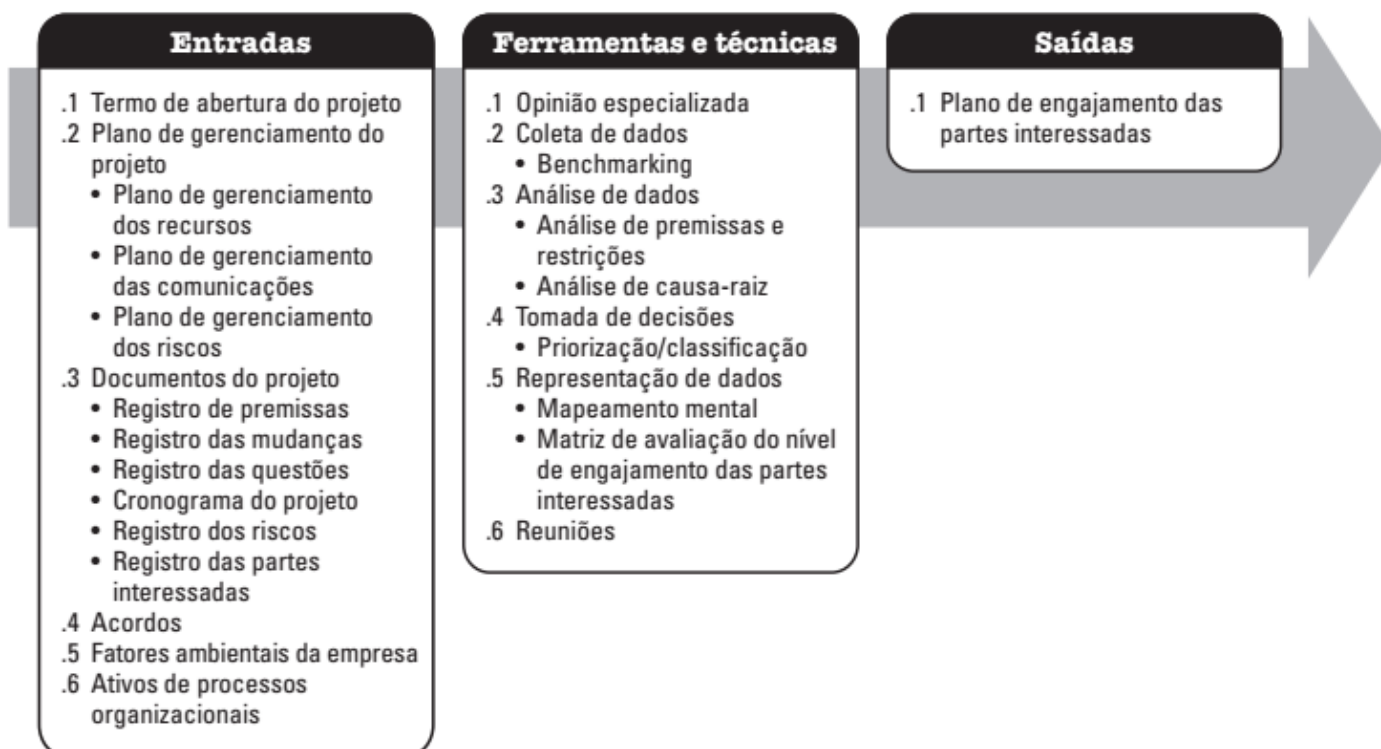 Entradas
.1 Termo de abertura do projeto
.2 Plano de gerenciamento do
projeto
• Plano de gerenciamento
dos recursos
• Plano de gerenciamento
das comunicações
• Plano de gerenciamento
dos riscos
.3 Documentos do projeto
• Registro de premissas
• Registro das mudanças
• Registro das questões
• Cronograma do projeto
• Registro dos riscos
• Registro das partes
interessadas
.4 Acordos
.5 Fatores ambientais da empresa
.6 Ativos de processos
organizacionais
Ferramentas e técnicas
.1 Opinião especializada
.2 Coleta de dados
• Benchmarking
.3 Análise de dados
• Análise de premissas e
restrições
• Análise de causa-raiz
.4 Tomada de decisões
• Priorização/classificação
.5 Representação de dados
• Mapeamento mental
• Matriz de avaliação do nível
de engajamento das partes
interessadas
.6 Reuniões
Saídas
.1 Plano de engajamento das
partes interessadas